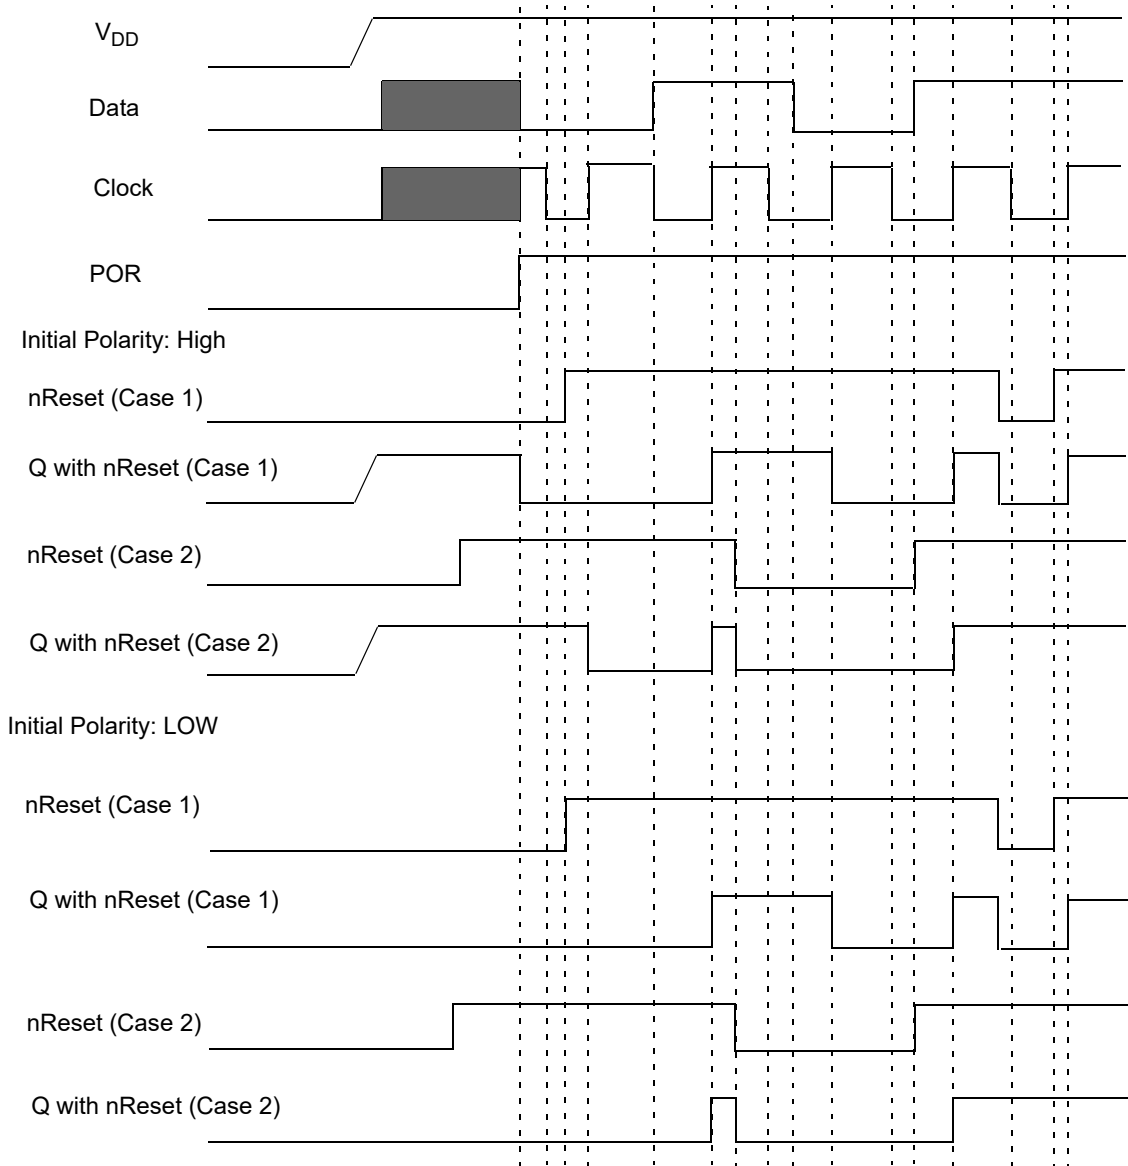 VDD
Data
Clock
POR
Initial Polarity: High
nReset (Case 1)
Q with nReset (Case 1)
nReset (Case 2)
Q with nReset (Case 2)
Initial Polarity: LOW
nReset (Case 1)
Q with nReset (Case 1)
nReset (Case 2)
Q with nReset (Case 2)